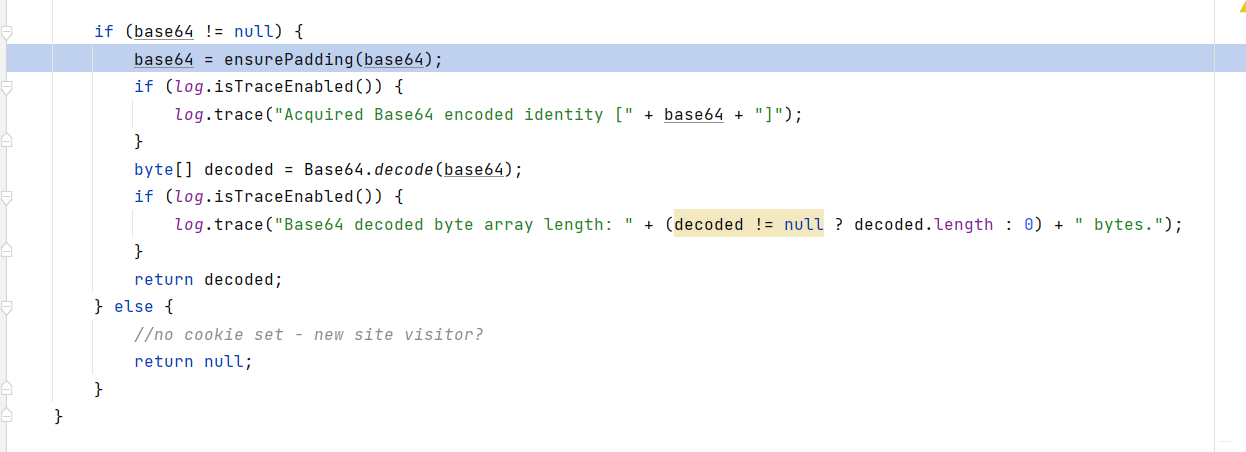 if (base64 != null) {
base64 = ensurePadding(base64);
if (log.isTraceEnabled()) {
log.trace("Acquired Base64 encoded identity [" + base64 + "]");
}
byte[] decoded = Base64.decode(base64);
if (log.isTraceEnabled()) {
log.trace("Base64 decoded byte array length: " + (decoded != null ? decoded.length : 0) + " bytes.");
}
return decoded;
} else {
//no cookie set - new site visitor?
return null;
}
}